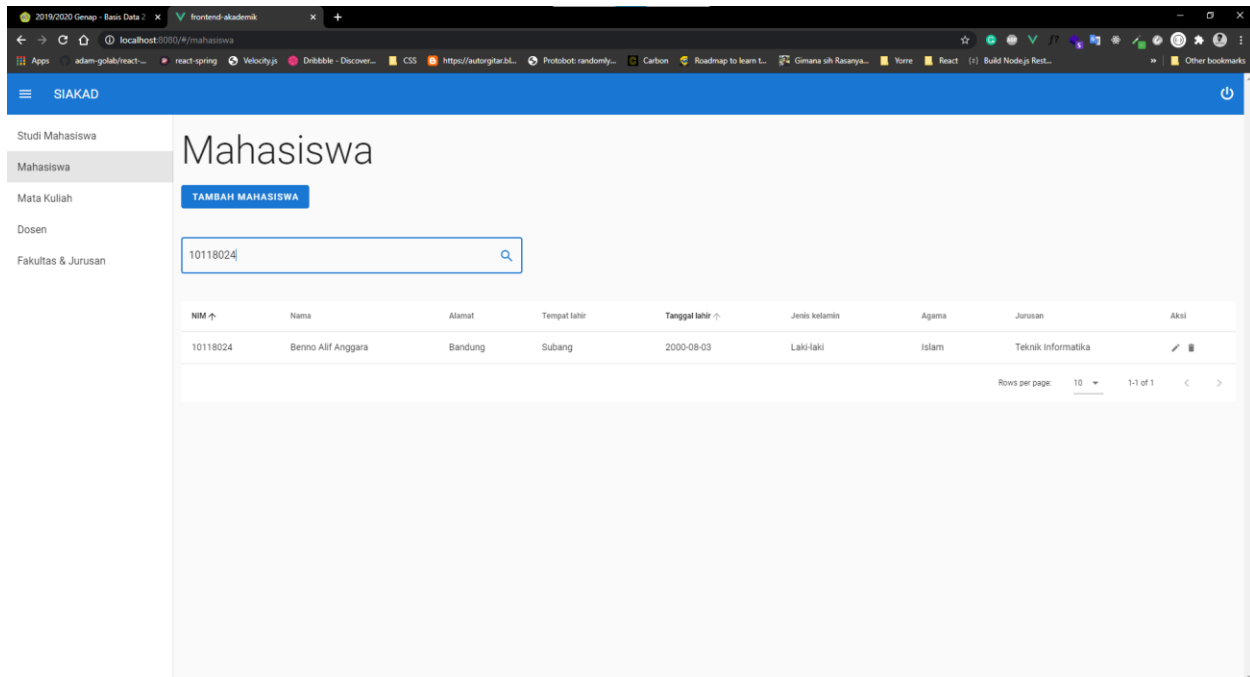 2019/2020 Genap - Basis Data 2
frontend-akademik
localhost:8080/#/mahasiswa
Apps
adam-golab/react-...
react-spring
Velocity.js
Dribbble - Discover...
CSS
https://autorgitar.bl...
Protobot: randomly...
Carbon
Roadmap to learn t...
Gimana sih Rasanya...
Yorre
React
Build Node.js Rest...
Other bookmarks
SIAKAD
Studi Mahasiswa
Mahasiswa
Mata Kuliah
Dosen
Fakultas & Jurusan
Mahasiswa
TAMBAH MAHASISWA
10118024
NIM Nama Alamat Tempat lahir Tanggal lahir Jenis kelamin Agama Jurusan Aksi
10118024 Benno Alif Anggara Bandung Subang 2000-08-03 Laki-laki Islam Teknik Informatika
Rows per page: 10 1-1 of 1